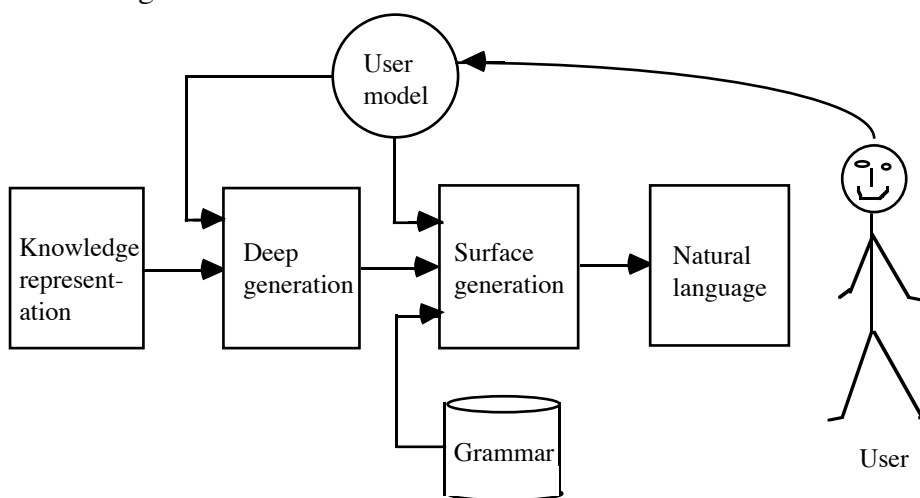 User
model
Knowledge
represent-
ation
Deep
generation
Surface
generation
Natural
language
Grammar
User